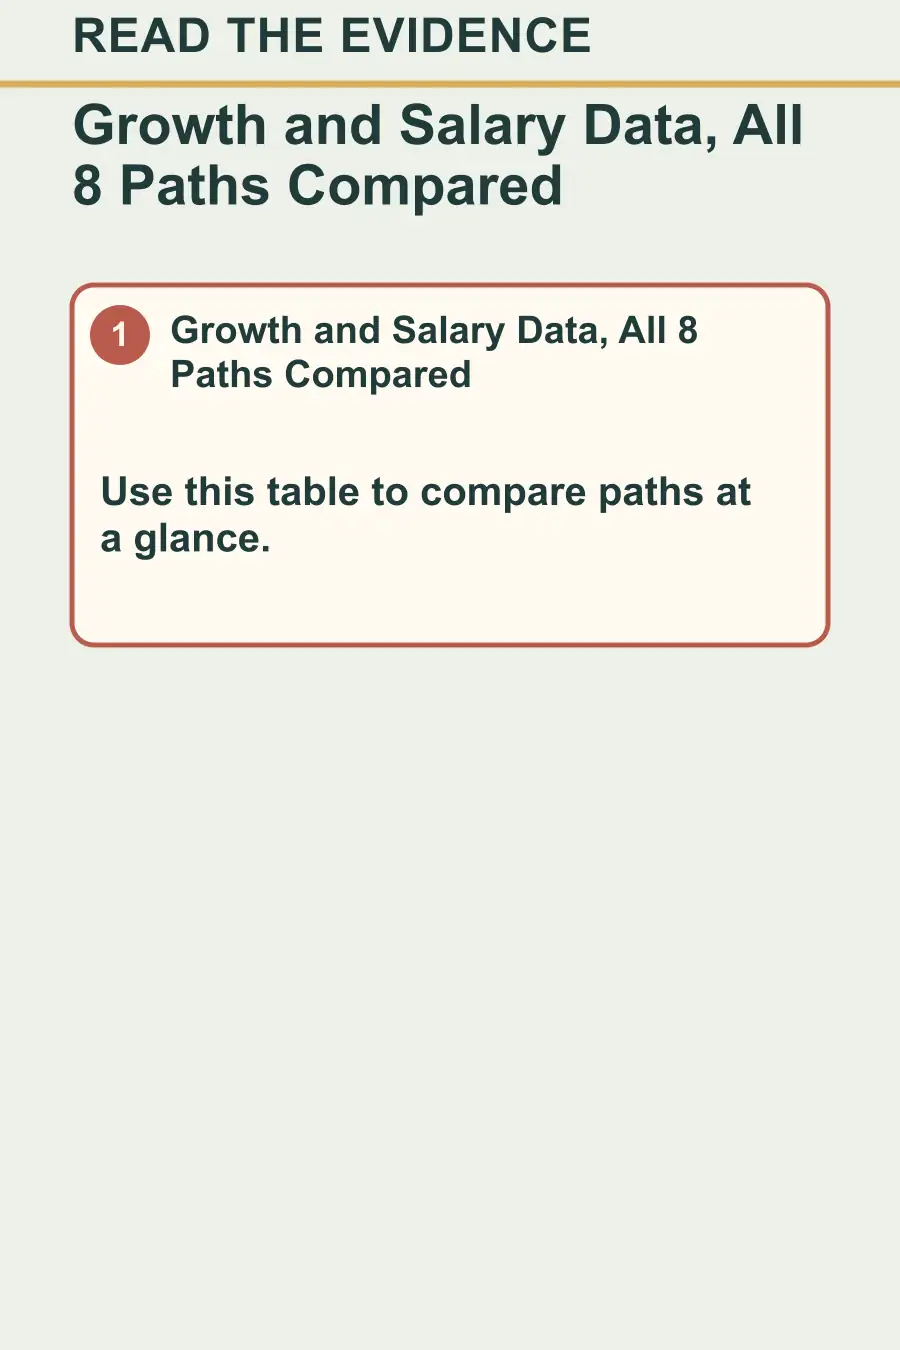 READ THE EVIDENCE
Growth and Salary Data, All
8 Paths Compared
1
Growth and Salary Data, All 8
Paths Compared
Use this table to compare paths at
a glance.